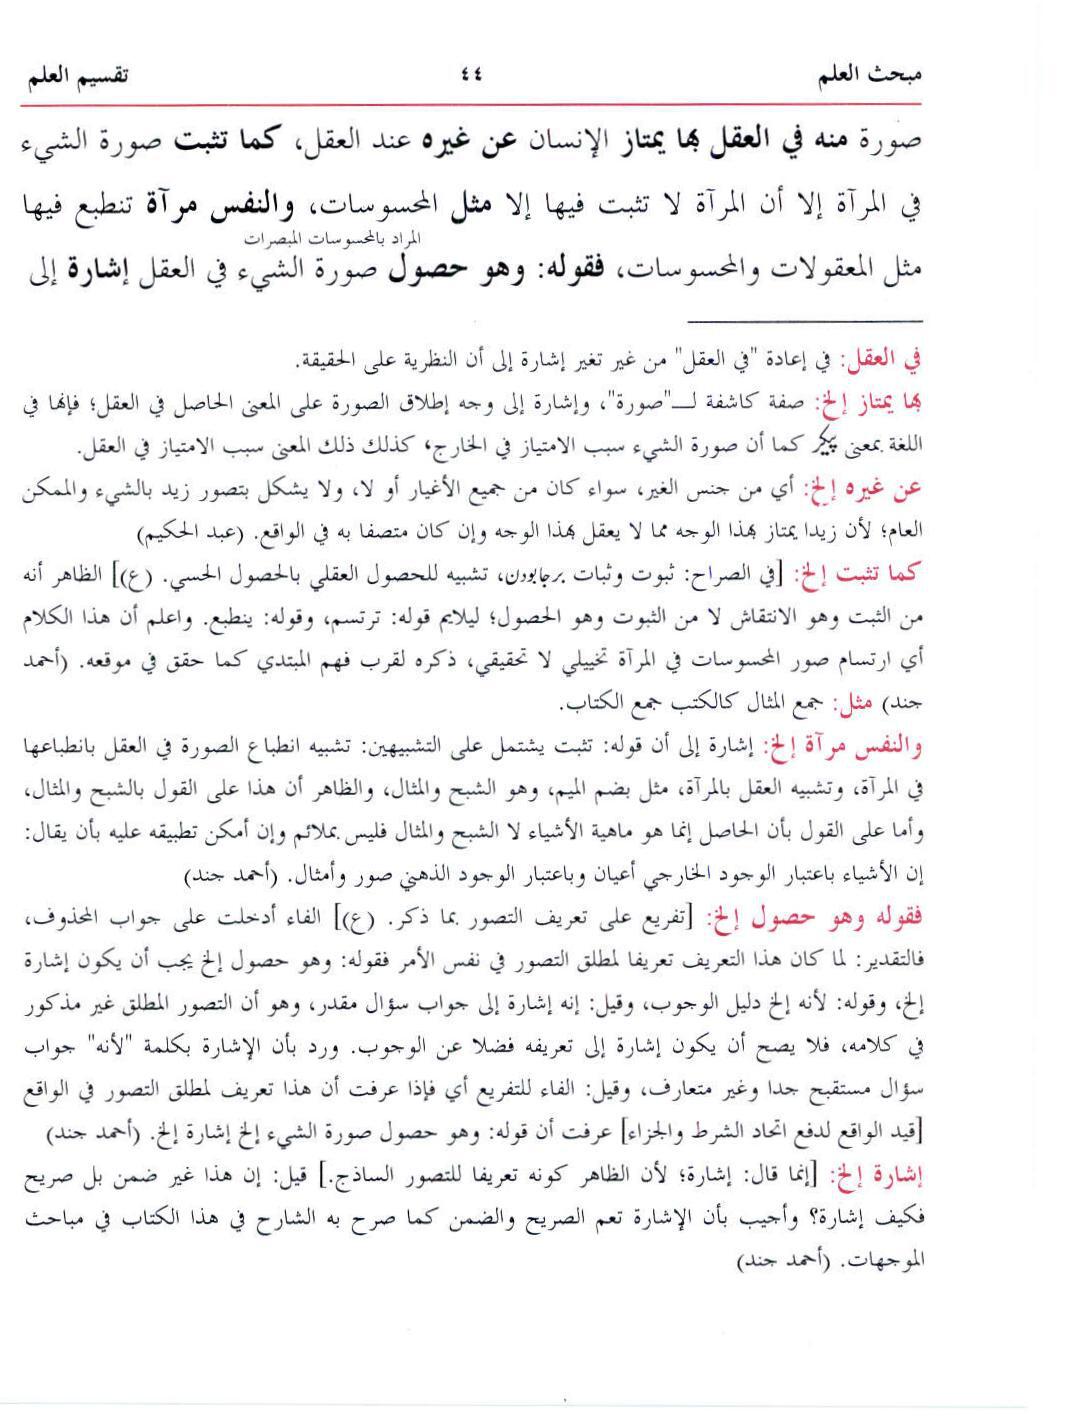 مبحث العلم ٤٤ تقسيم العلم
صورة منه في العقل بها يمتاز الإنسان عن غيره عند العقل، كما تثبت صورة الشيء
في المرآة إلا أن المرآة لا تثبت فيها إلا مثل المحسوسات، والنفس مرآة تنطبع فيها
المراد بالمحسوسات المبصرات
مثل المعقولات والمحسوسات، فقوله: وهو حصول صورة الشيء في العقل إشارة إلى
في العقل: في إعادة "في العقل" من غير تغير إشارة إلى أن النظرية على الحقيقة.
بها يمتاز إلخ: صفة كاشفة لــ"صورة"، وإشارة إلى وجه إطلاق الصورة على المعنى الحاصل في العقل؛ فإنها في
اللغة بمعنى پیکر كما أن صورة الشيء سبب الامتياز في الخارج، كذلك ذلك المعنى سبب الامتياز في العقل.
عن غيره إلخ: أي من جنس الغير، سواء كان من جميع الأغيار أو لا، ولا يشكل بتصور زيد بالشيء والممكن
العام؛ لأن زيدا يمتاز بهذا الوجه مما لا يعقل بهذا الوجه وإن كان متصفا به في الواقع. (عبد الحكيم)
كما تثبت إلخ: [في الصراح: ثبوت وثبات برجابودن، تشبيه للحصول العقلي بالحصول الحسي. (ع)] الظاهر أنه
من الثبت وهو الانتقاش لا من الثبوت وهو الحصول؛ ليلايم قوله: ترتسم، وقوله: ينطبع. واعلم أن هذا الكلام
أي ارتسام صور المحسوسات في المرآة تخييلي لا تحقيقي، ذكره لقرب فهم المبتدي كما حقق في موقعه. (أحمد
جند) مثل: جمع المثال كالكتب جمع الكتاب.
والنفس مرآة إلخ: إشارة إلى أن قوله: تثبت يشتمل على التشبيهين: تشبيه انطباع الصورة في العقل بانطباعها
في المرآة، وتشبيه العقل بالمرآة، مثل بضم الميم، وهو الشبح والمثال، والظاهر أن هذا على القول بالشبح والمثال،
وأما على القول بأن الحاصل إنما هو ماهية الأشياء لا الشبح والمثال فليس بملائم وإن أمكن تطبيقه عليه بأن يقال:
إن الأشياء باعتبار الوجود الخارجي أعيان وباعتبار الوجود الذهني صور وأمثال. (أحمد جند)
فقوله وهو حصول إلخ: [تفريع على تعريف التصور بما ذكر. (ع)] الفاء أدخلت على جواب المحذوف،
فالتقدير: لما كان هذا التعريف تعريفا لمطلق التصور في نفس الأمر فقوله: وهو حصول إلخ يجب أن يكون إشارة
إلخ، وقوله: لأنه إلخ دليل الوجوب، وقيل: إنه إشارة إلى جواب سؤال مقدر، وهو أن التصور المطلق غير مذكور
في كلامه، فلا يصح أن يكون إشارة إلى تعريفه فضلا عن الوجوب. ورد بأن الإشارة بكلمة "لأنه" جواب
سؤال مستقبح جدا وغير متعارف، وقيل: الفاء للتفريع أي فإذا عرفت أن هذا تعريف لمطلق التصور في الواقع
[قيد الواقع لدفع اتحاد الشرط والجزاء] عرفت أن قوله: وهو حصول صورة الشيء إلخ إشارة إلخ. (أحمد جند)
إشارة إلخ: [إنما قال: إشارة؛ لأن الظاهر كونه تعريفا للتصور الساذج.] قيل: إن هذا غير ضمن بل صريح
فكيف إشارة؟ وأجيب بأن الإشارة تعم الصريح والضمن كما صرح به الشارح في هذا الكتاب في مباحث
الموجهات. (أحمد جند)